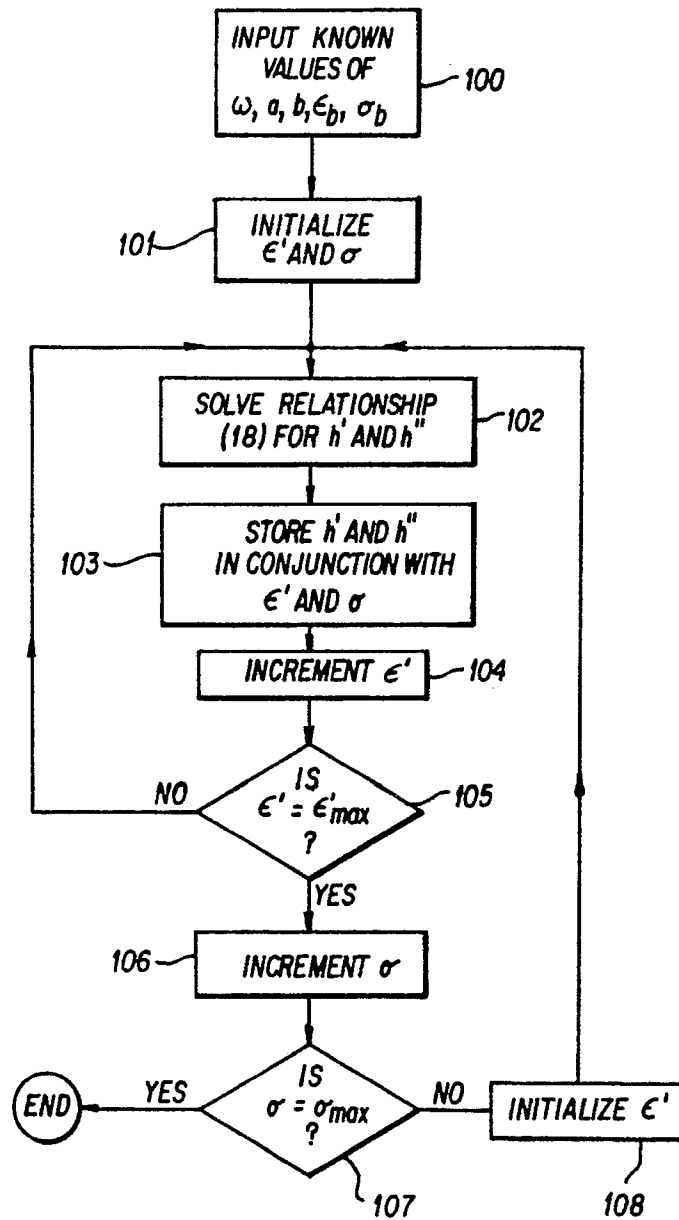 INPUT KNOWN
VALUES OF
ω, a, b, ϵb, σb
100
INITIALIZE
ϵ' AND σ
101
SOLVE RELATIONSHIP
(18) FOR h' AND h"
102
STORE h' AND h"
IN CONJUNCTION WITH
ϵ' AND σ
103
INCREMENT ϵ'
104
IS
ϵ' = ϵ'max
?
105
NO
YES
INCREMENT σ
106
IS
σ = σmax
?
107
YES
END
NO
INITIALIZE ϵ'
108